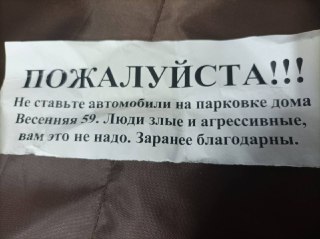 ПОЖАЛУЙСТА!!!
Не ставьте автомобили на парковке дома
Весенняя 59. Люди злые и агрессивные,
вам это не надо. Заранее благодарны.